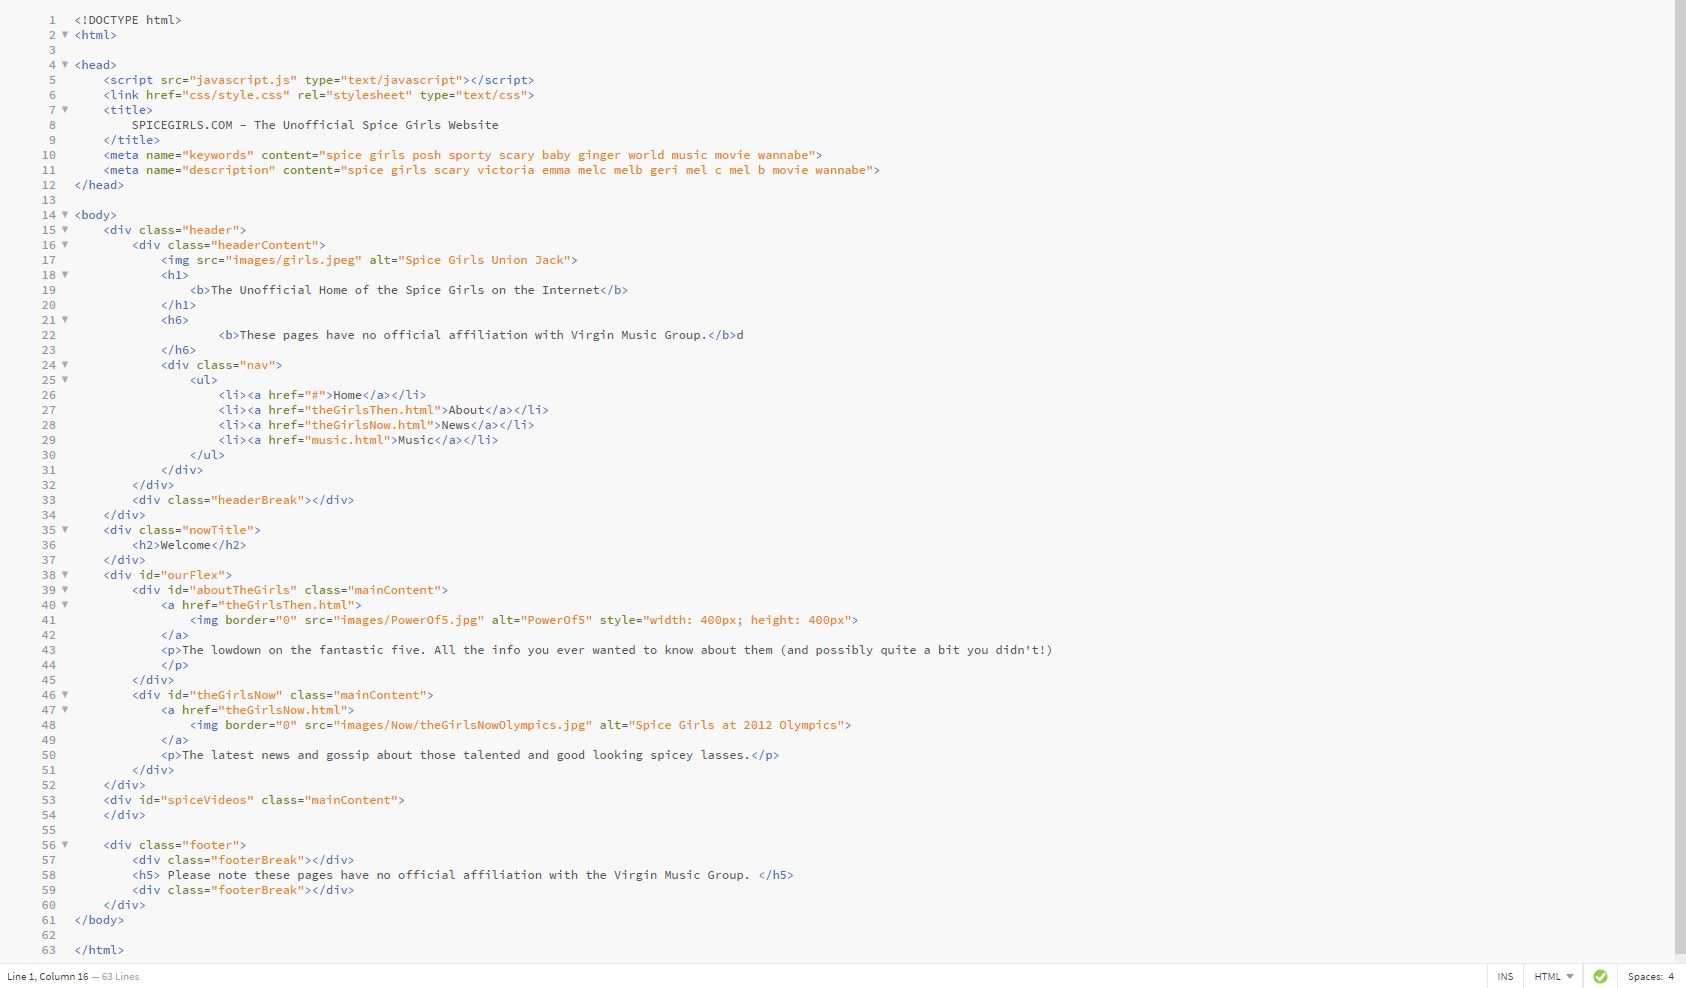 1 <!DOCTYPE html>
2 ▼ <html>
3
4 ▼ <head>
5     <script src="javascript.js" type="text/javascript"></script>
6     <link href="css/style.css" rel="stylesheet" type="text/css">
7 ▼     <title>
8         SPICEGIRLS.COM – The Unofficial Spice Girls Website
9     </title>
10     <meta name="keywords" content="spice girls posh sporty scary baby ginger world music movie wannabe">
11     <meta name="description" content="spice girls scary victoria emma melc melb geri mel c mel b movie wannabe">
12 </head>
13
14 ▼ <body>
15 ▼     <div class="header">
16 ▼         <div class="headerContent">
17             <img src="images/girls.jpeg" alt="Spice Girls Union Jack">
18 ▼             <h1>
19                 <b>The Unofficial Home of the Spice Girls on the Internet</b>
20             </h1>
21 ▼             <h6>
22                     <b>These pages have no official affiliation with Virgin Music Group.</b>d
23             </h6>
24 ▼             <div class="nav">
25 ▼                 <ul>
26                     <li><a href="#">Home</a></li>
27                     <li><a href="theGirlsThen.html">About</a></li>
28                     <li><a href="theGirlsNow.html">News</a></li>
29                     <li><a href="music.html">Music</a></li>
30                 </ul>
31             </div>
32         </div>
33         <div class="headerBreak"></div>
34     </div>
35 ▼     <div class="nowTitle">
36         <h2>Welcome</h2>
37     </div>
38 ▼     <div id="ourFlex">
39 ▼         <div id="aboutTheGirls" class="mainContent">
40 ▼             <a href="theGirlsThen.html">
41                 <img border="0" src="images/PowerOf5.jpg" alt="PowerOf5" style="width: 400px; height: 400px">
42             </a>
43             <p>The lowdown on the fantastic five. All the info you ever wanted to know about them (and possibly quite a bit you didn't!)
44             </p>
45         </div>
46 ▼         <div id="theGirlsNow" class="mainContent">
47 ▼             <a href="theGirlsNow.html">
48                 <img border="0" src="images/Now/theGirlsNowOlympics.jpg" alt="Spice Girls at 2012 Olympics">
49             </a>
50             <p>The latest news and gossip about those talented and good looking spicey lasses.</p>
51         </div>
52     </div>
53     <div id="spiceVideos" class="mainContent">
54     </div>
55
56 ▼     <div class="footer">
57         <div class="footerBreak"></div>
58         <h5> Please note these pages have no official affiliation with the Virgin Music Group. </h5>
59         <div class="footerBreak"></div>
60     </div>
61 </body>
62
63 </html>
Line 1, Column 16 — 63 Lines INS HTML ▼ Spaces: 4